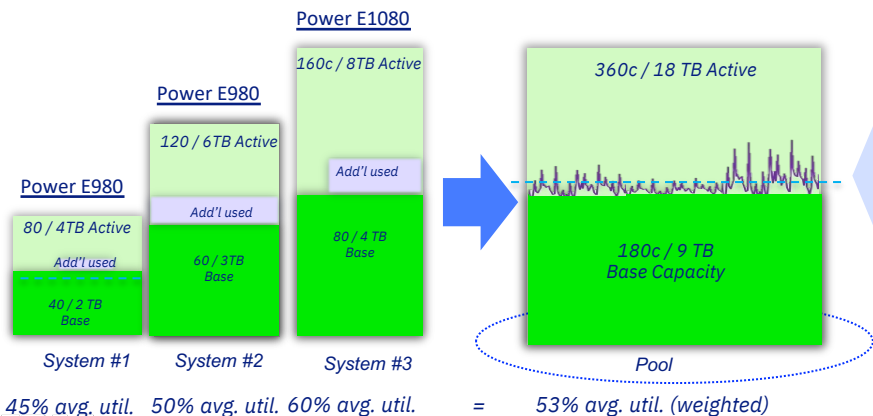 Power E1080
160c / 8TB Active
360c / 18 TB Active
Power E980
120 / 6TB Active
Add'l used
Power E980
Add'l used
80 / 4TB Active
Add'l used
60 / 3TB
Base
80 / 4 TB
Base
180c / 9 TB
Base Capacity
40 / 2 TB
Base
System #1
System #2
System #3
Pool
45% avg. util.
50% avg. util.
60% avg. util.
=
53% avg. util. (weighted)